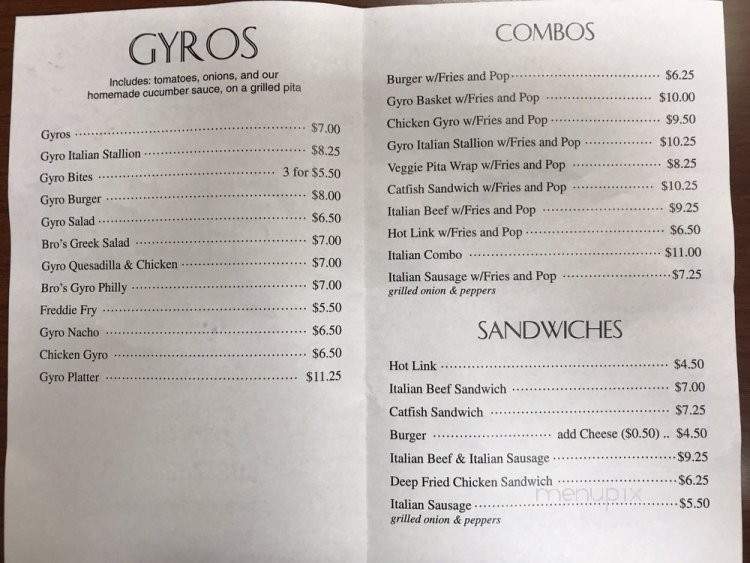 GYROS
Includes: tomatoes, onions, and our
homemade cucumber sauce, on a grilled pita
Gyros $7.00
Gyro Italian Stallion $8.25
Gyro Bites 3 for $5.50
Gyro Burger $8.00
Gyro Salad $6.50
Bro's Greek Salad $7.00
Gyro Quesadilla & Chicken $7.00
Bro's Gyro Philly $7.00
Freddie Fry $5.50
Gyro Nacho $6.50
Chicken Gyro $6.50
Gyro Platter $11.25
COMBOS
Burger w/Fries and Pop $6.25
Gyro Basket w/Fries and Pop $10.00
Chicken Gyro w/Fries and Pop $9.50
Gyro Italian Stallion w/Fries and Pop $10.25
Veggie Pita Wrap w/Fries and Pop $8.25
Catfish Sandwich w/Fries and Pop $10.25
Italian Beef w/Fries and Pop $9.25
Hot Link w/Fries and Pop $6.50
Italian Combo $11.00
Italian Sausage w/Fries and Pop $7.25
grilled onion & peppers
SANDWICHES
Hot Link $4.50
Italian Beef Sandwich $7.00
Catfish Sandwich $7.25
Burger add Cheese ($0.50) .. $4.50
Italian Beef & Italian Sausage $9.25
Deep Fried Chicken Sandwich $6.25
menupix
Italian Sausage $5.50
grilled onion & peppers